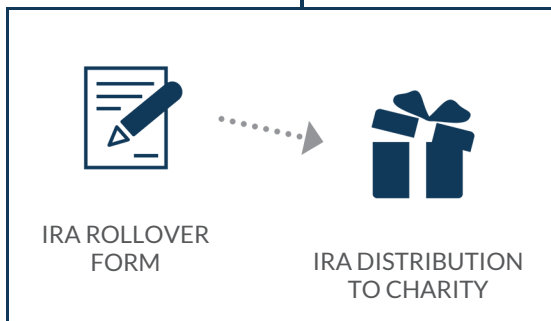 IRA ROLLOVER
FORM
IRA DISTRIBUTION
TO CHARITY